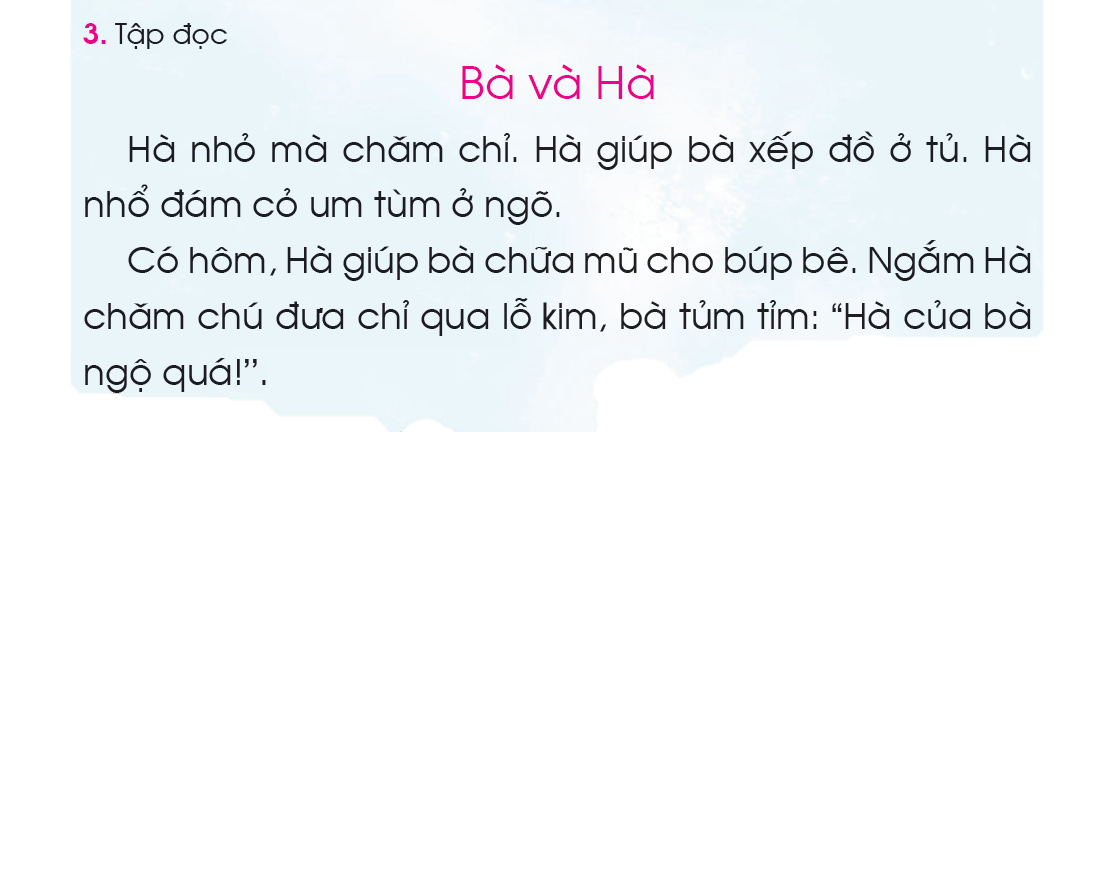 3. Tập đọc
Bà và Hà
Hà nhỏ mà chăm chỉ. Hà giúp bà xếp đồ ở tủ. Hà
nhổ đám cỏ um tùm ở ngõ.
Có hôm, Hà giúp bà chữa mũ cho búp bê. Ngắm Hà
chăm chú đưa chỉ qua lỗ kim, bà tủm tỉm: “Hà của bà
ngộ quá!”.